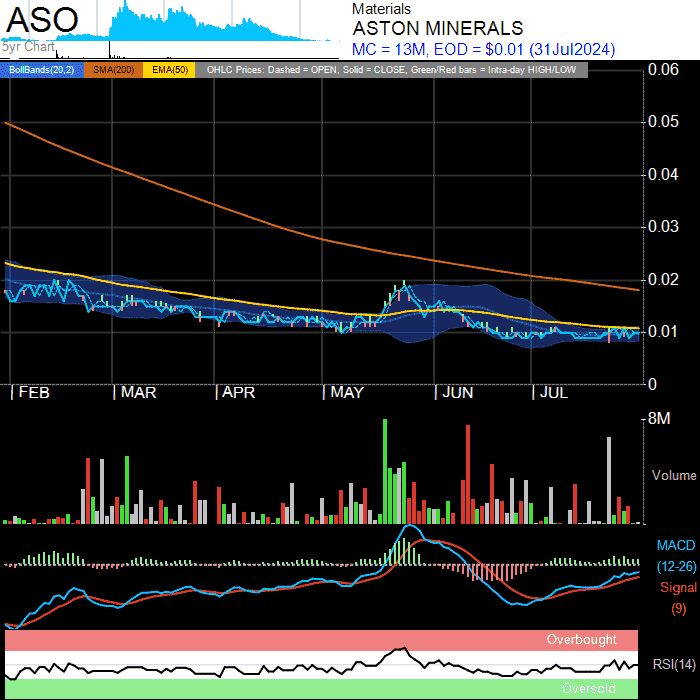 ASO
5yr Chart
Materials
ASTON MINERALS
MC = 13M, EOD = $0.01 (31Jul2024)
BollBands(20,2) SMA(200) EMA(50) OHLC Prices: Dashed = OPEN, Solid = CLOSE, Green/Red bars = Intra-day HIGH/LOW
0.06
0.05
0.04
0.03
0.02
0.01
0
FEB MAR APR MAY JUN JUL
8M
Volume
MACD
(12-26)
Signal
(9)
Overbought
RSI(14)
Oversold